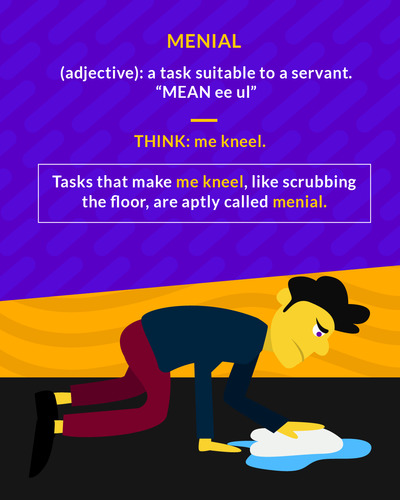 MENIAL
(adjective): a task suitable to a servant.
“MEAN ee ul”
THINK: me kneel.
Tasks that make me kneel, like scrubbing
the floor, are aptly called menial.